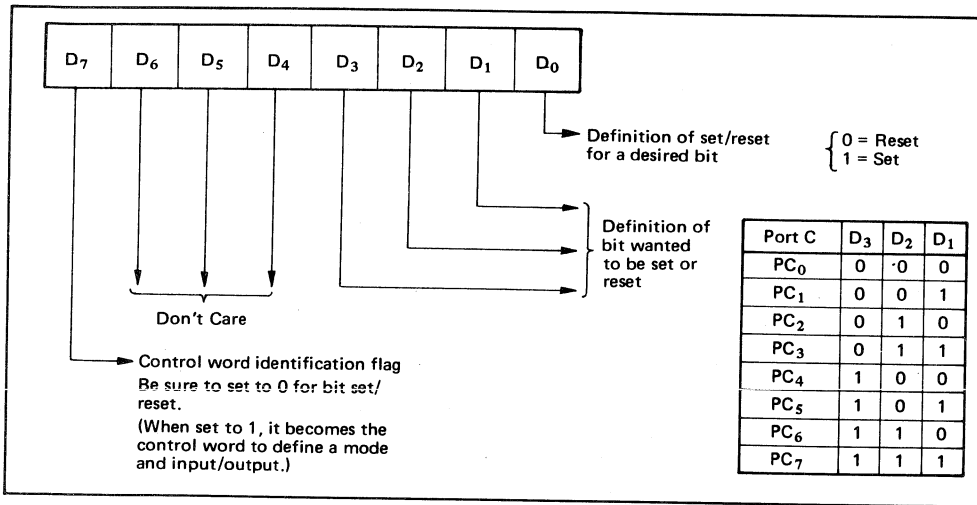 D7 D6 D5 D4 D3 D2 D1 D0
Definition of set/reset
for a desired bit
0 = Reset
1 = Set
Definition of
bit wanted
to be set or
reset
Don't Care
Control word identification flag
Be sure to set to 0 for bit set/
reset.
(When set to 1, it becomes the
control word to define a mode
and input/output.)
Port C D3 D2 D1
PC0 0 0 0
PC1 0 0 1
PC2 0 1 0
PC3 0 1 1
PC4 1 0 0
PC5 1 0 1
PC6 1 1 0
PC7 1 1 1